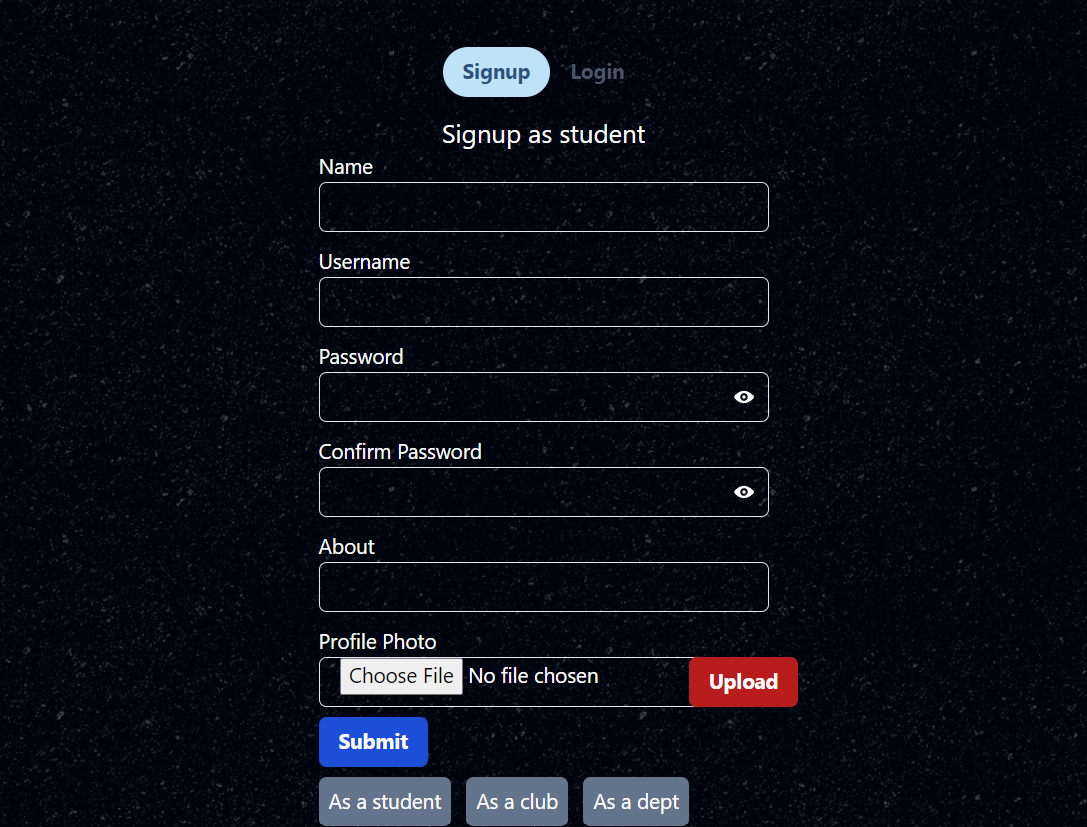 Signup Login
Signup as student
Name
Username
Password
Confirm Password
About
Profile Photo
Choose File No file chosen Upload
Submit
As a student As a club As a dept